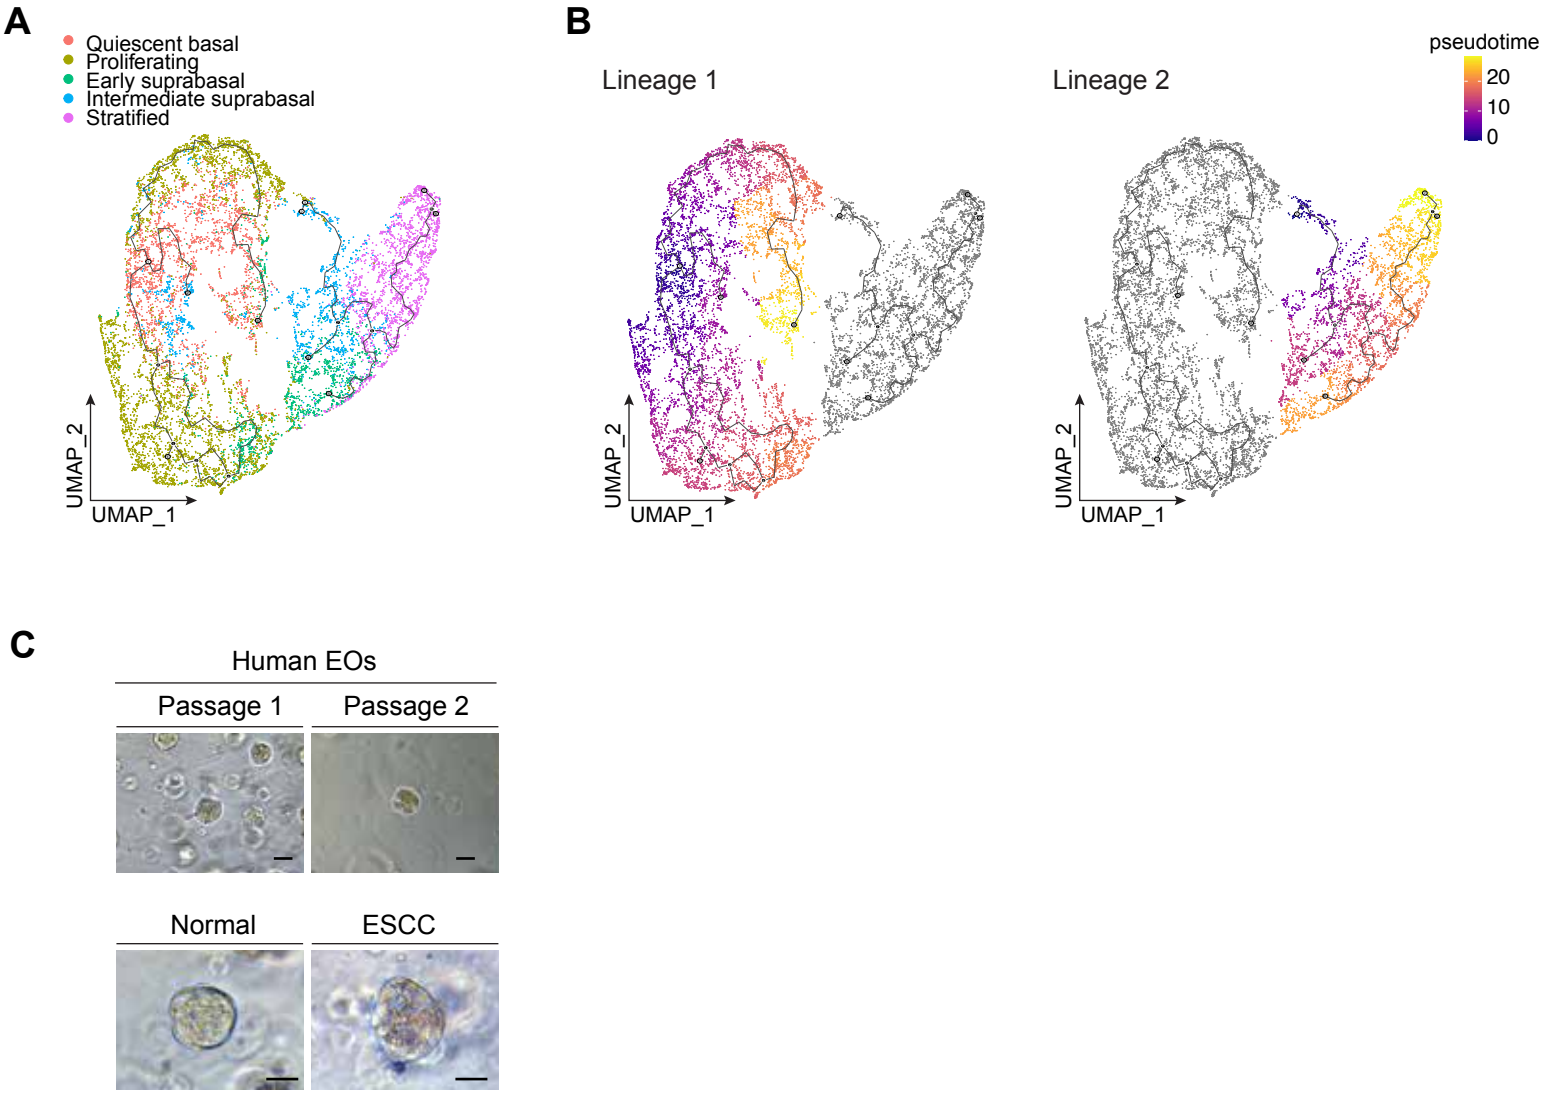 A
Quiescent basal
Proliferating
Early suprabasal
Intermediate suprabasal
Stratified
UMAP_2
UMAP_1
B
Lineage 1
Lineage 2
pseudotime
20
10
0
UMAP_2
UMAP_1
UMAP_2
UMAP_1
C
Human EOs
Passage 1
Passage 2
Normal
ESCC